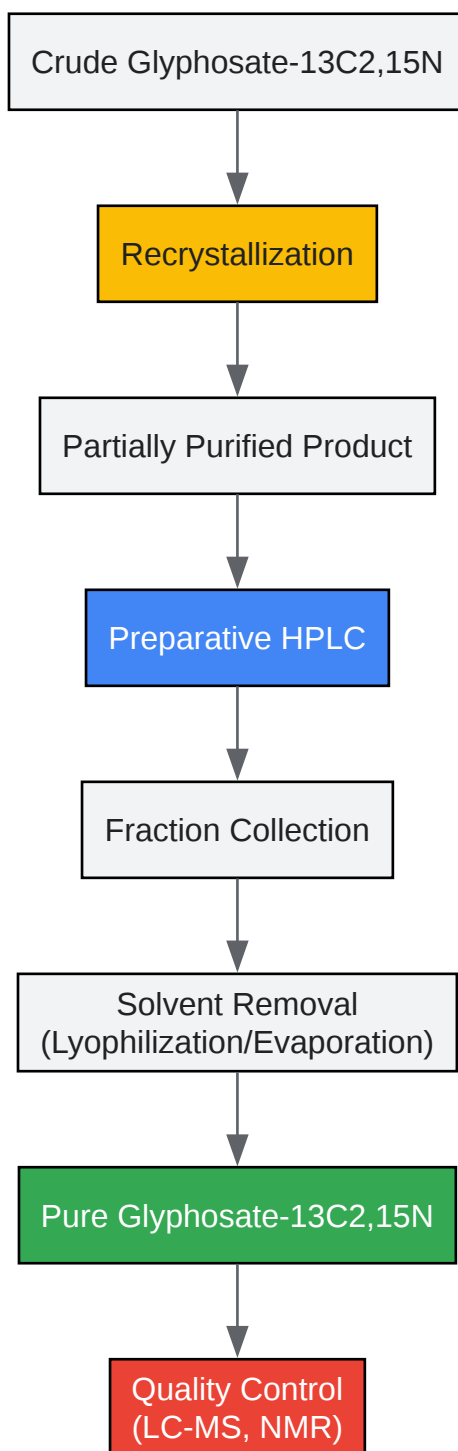 Crude Glyphosate-13C2,15N
Recrystallization
Partially Purified Product
Preparative HPLC
Fraction Collection
Solvent Removal
(Lyophilization/Evaporation)
Pure Glyphosate-13C2,15N
Quality Control
(LC-MS, NMR)